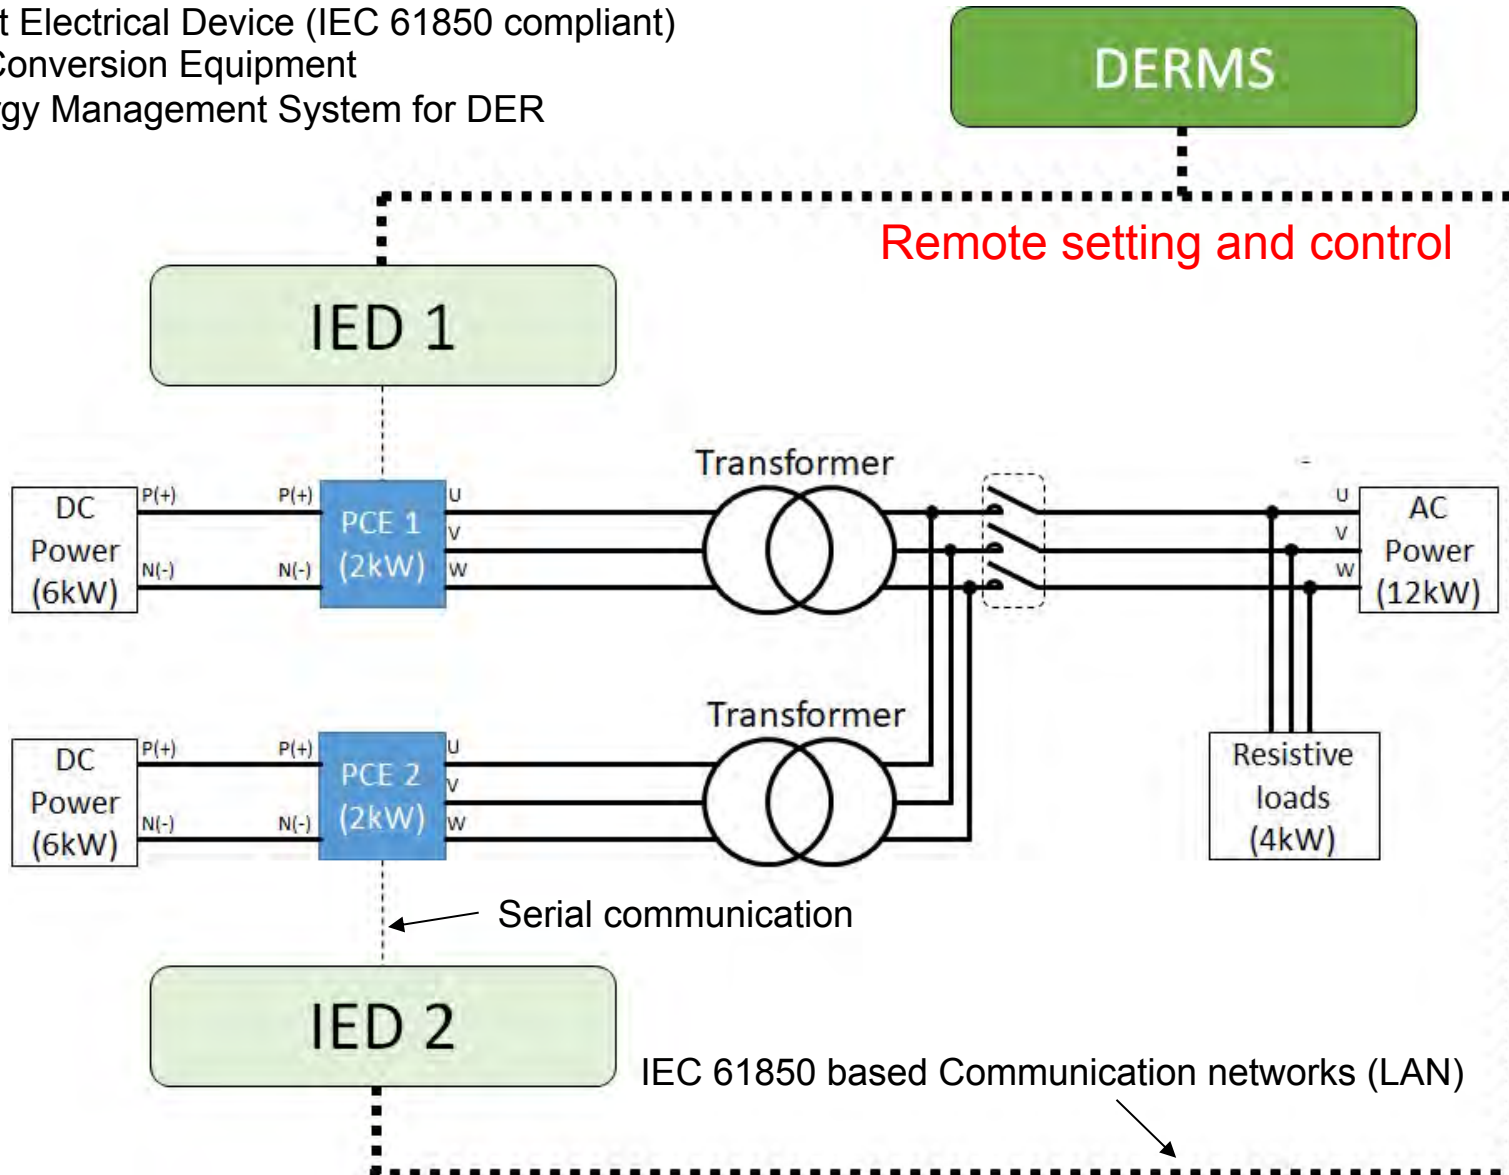 t Electrical Device (IEC 61850 compliant)
Conversion Equipment
rgy Management System for DER
DERMS
Remote setting and control
IED 1
Transformer
DC
Power
(6kW)
P(+)
N(-)
P(+)
N(-)
PCE 1
(2kW)
U
V
W
U
V
W
AC
Power
(12kW)
Transformer
DC
Power
(6kW)
P(+)
N(-)
P(+)
N(-)
PCE 2
(2kW)
U
V
W
Resistive
loads
(4kW)
Serial communication
IED 2
IEC 61850 based Communication networks (LAN)